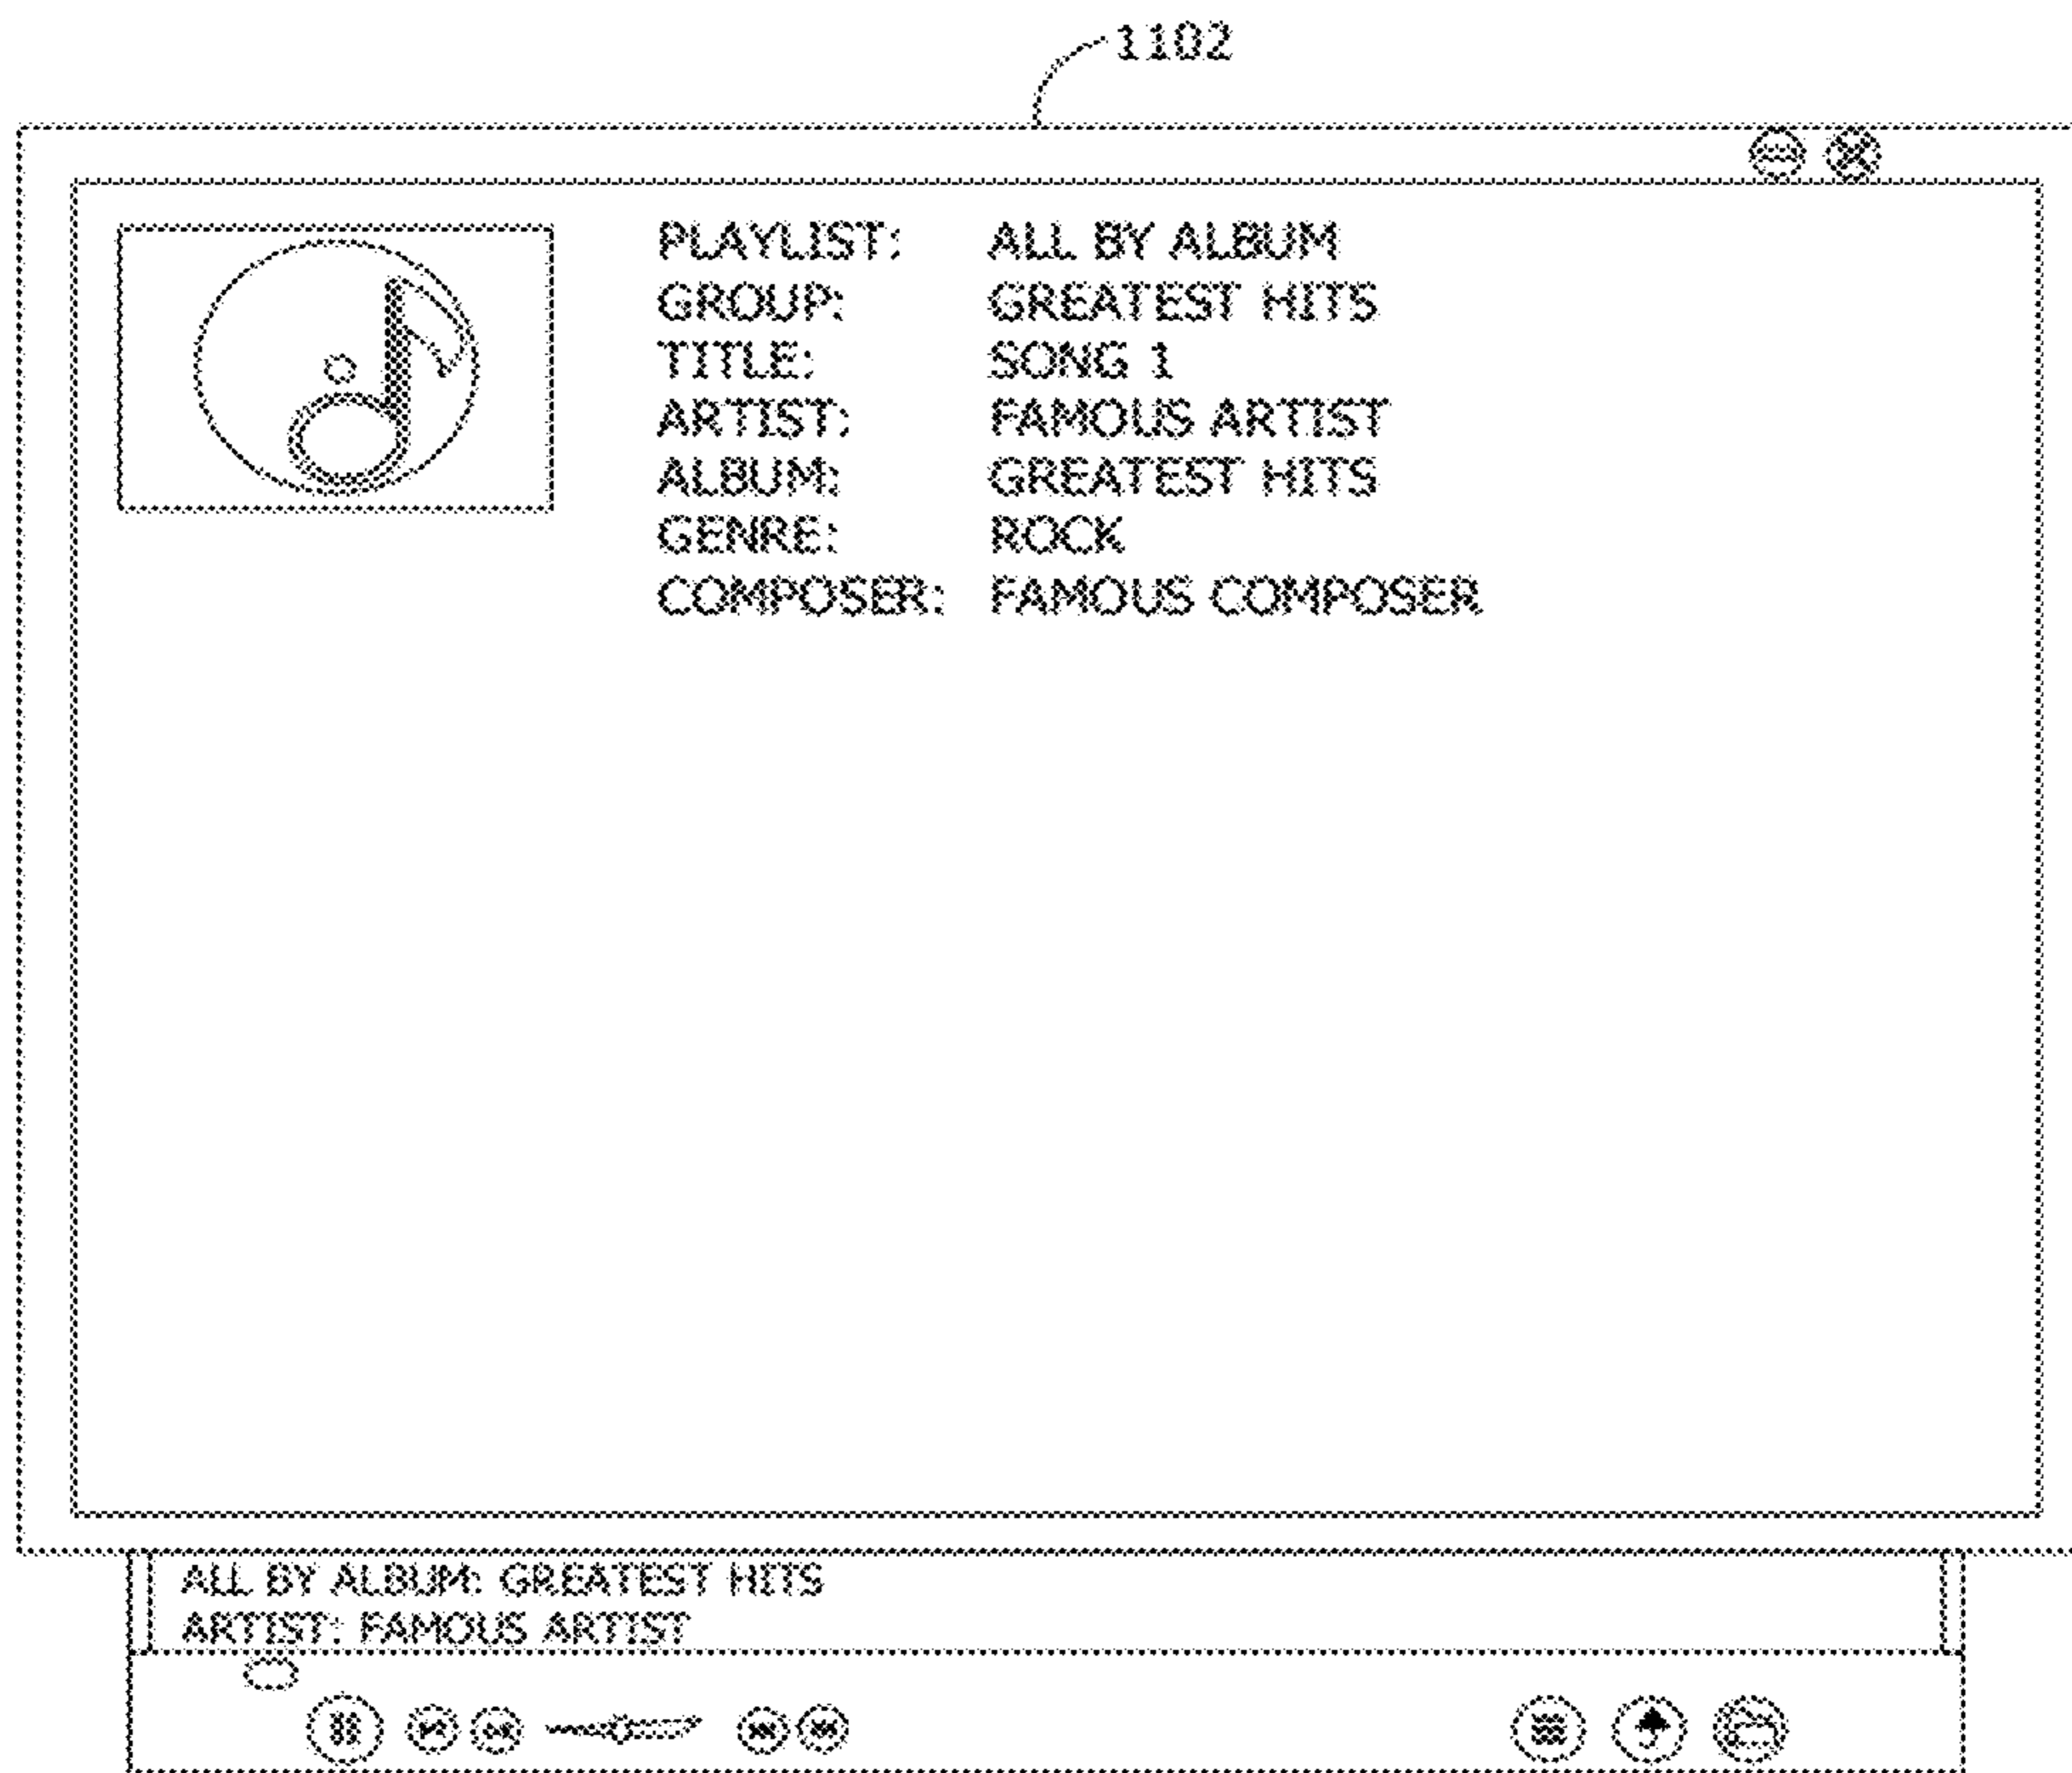 1102
PLAYLIST: ALL BY ALBUM
GROUP: GREATEST HITS
TITLE: SONG 1
ARTIST: FAMOUS ARTIST
ALBUM: GREATEST HITS
GENRE: ROCK
COMPOSER: FAMOUS COMPOSER
ALL BY ALBUM: GREATEST HITS
ARTIST: FAMOUS ARTIST